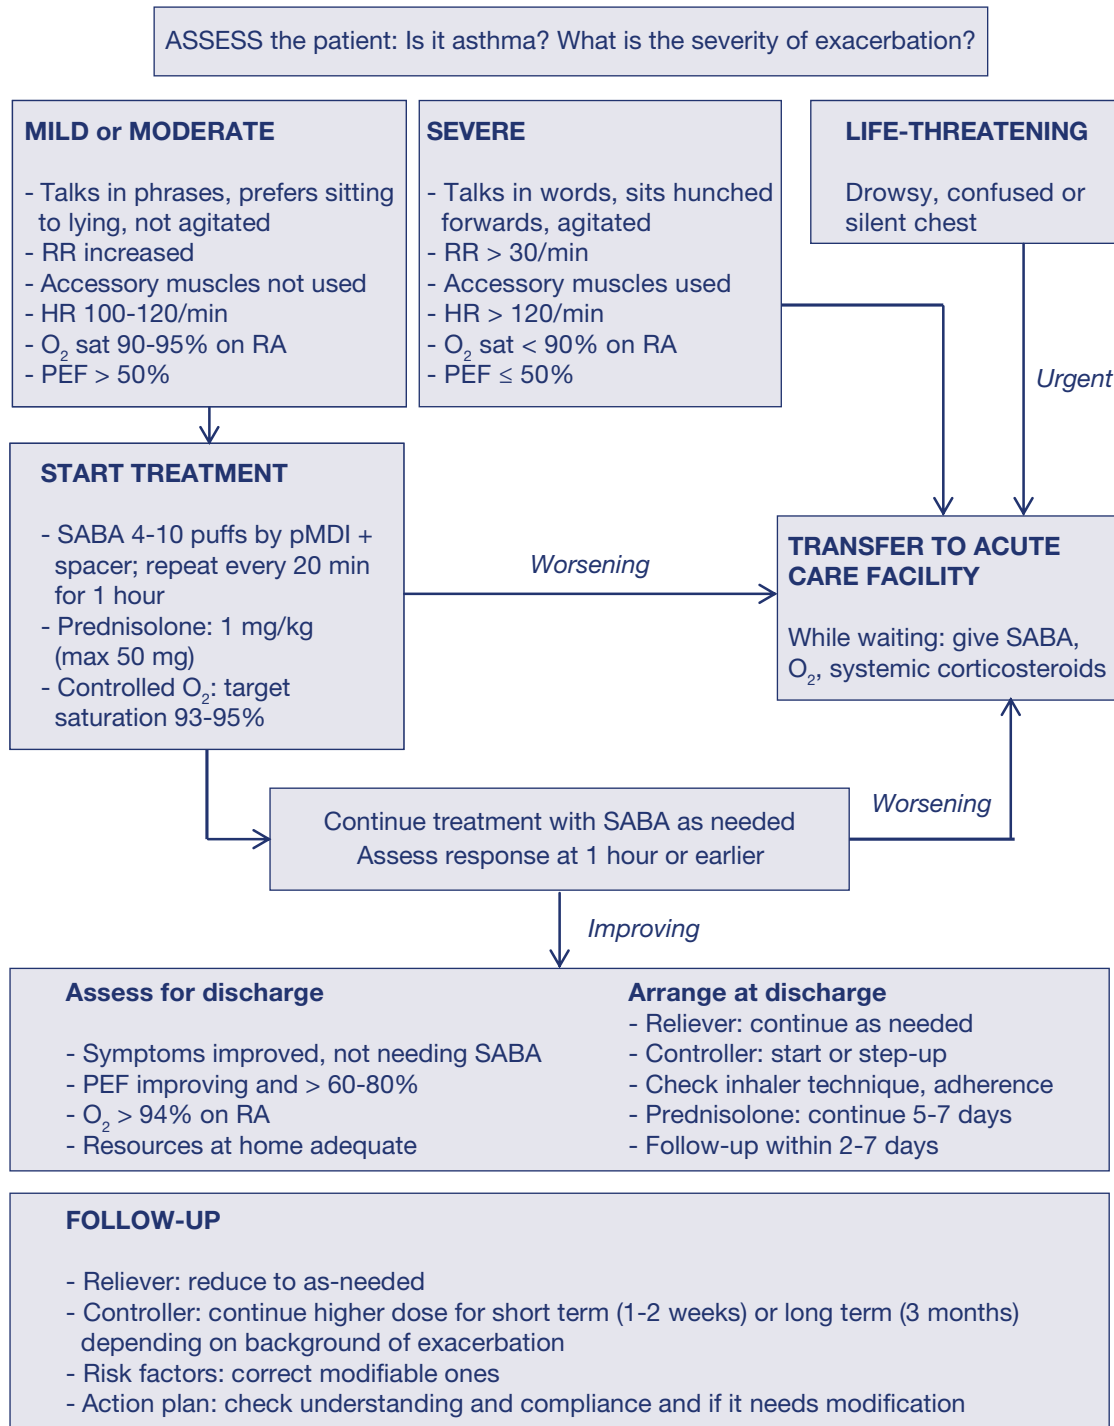 ASSESS the patient: Is it asthma? What is the severity of exacerbation?
MILD or MODERATE
- Talks in phrases, prefers sitting
to lying, not agitated
- RR increased
- Accessory muscles not used
- HR 100-120/min
- O₂ sat 90-95% on RA
- PEF > 50%
SEVERE
- Talks in words, sits hunched
forwards, agitated
- RR > 30/min
- Accessory muscles used
- HR > 120/min
- O₂ sat < 90% on RA
- PEF ≤ 50%
LIFE-THREATENING
Drowsy, confused or
silent chest
Urgent
START TREATMENT
- SABA 4-10 puffs by pMDI +
spacer; repeat every 20 min
for 1 hour
- Prednisolone: 1 mg/kg
(max 50 mg)
- Controlled O₂: target
saturation 93-95%
Worsening
TRANSFER TO ACUTE
CARE FACILITY
While waiting: give SABA,
O₂, systemic corticosteroids
Continue treatment with SABA as needed
Assess response at 1 hour or earlier
Worsening
Improving
Assess for discharge
- Symptoms improved, not needing SABA
- PEF improving and > 60-80%
- O₂ > 94% on RA
- Resources at home adequate
Arrange at discharge
- Reliever: continue as needed
- Controller: start or step-up
- Check inhaler technique, adherence
- Prednisolone: continue 5-7 days
- Follow-up within 2-7 days
FOLLOW-UP
- Reliever: reduce to as-needed
- Controller: continue higher dose for short term (1-2 weeks) or long term (3 months)
depending on background of exacerbation
- Risk factors: correct modifiable ones
- Action plan: check understanding and compliance and if it needs modification